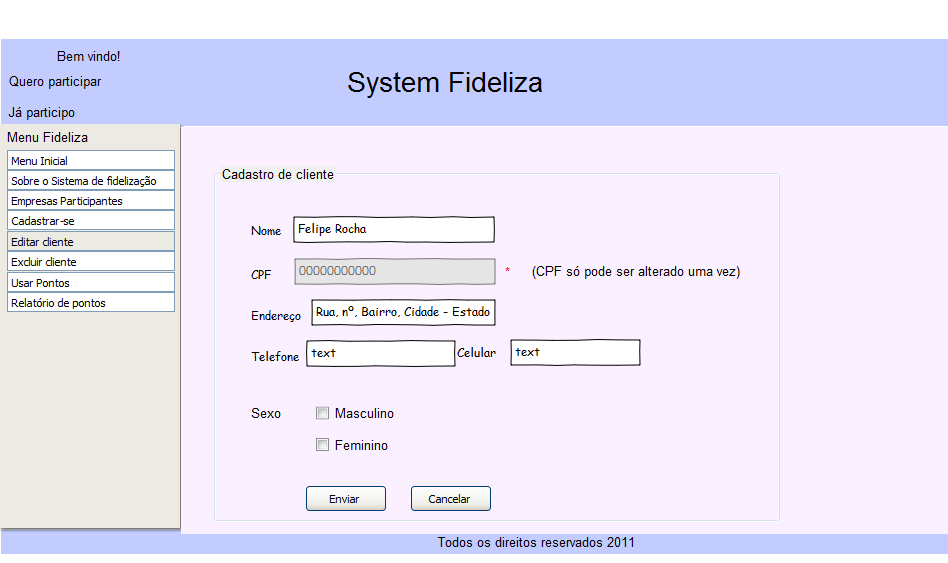 Bem vindo!
Quero participar
System Fideliza
Já participo
Menu Fideliza
Menu Inicial
Sobre o Sistema de fidelização
Empresas Participantes
Cadastrar-se
Editar cliente
Excluir cliente
Usar Pontos
Relatório de pontos
Cadastro de cliente
Nome Felipe Rocha
CPF 00000000000 * (CPF só pode ser alterado uma vez)
Endereço Rua, nº, Bairro, Cidade - Estado
Telefone text Celular text
Sexo Masculino
Feminino
Enviar Cancelar
Todos os direitos reservados 2011